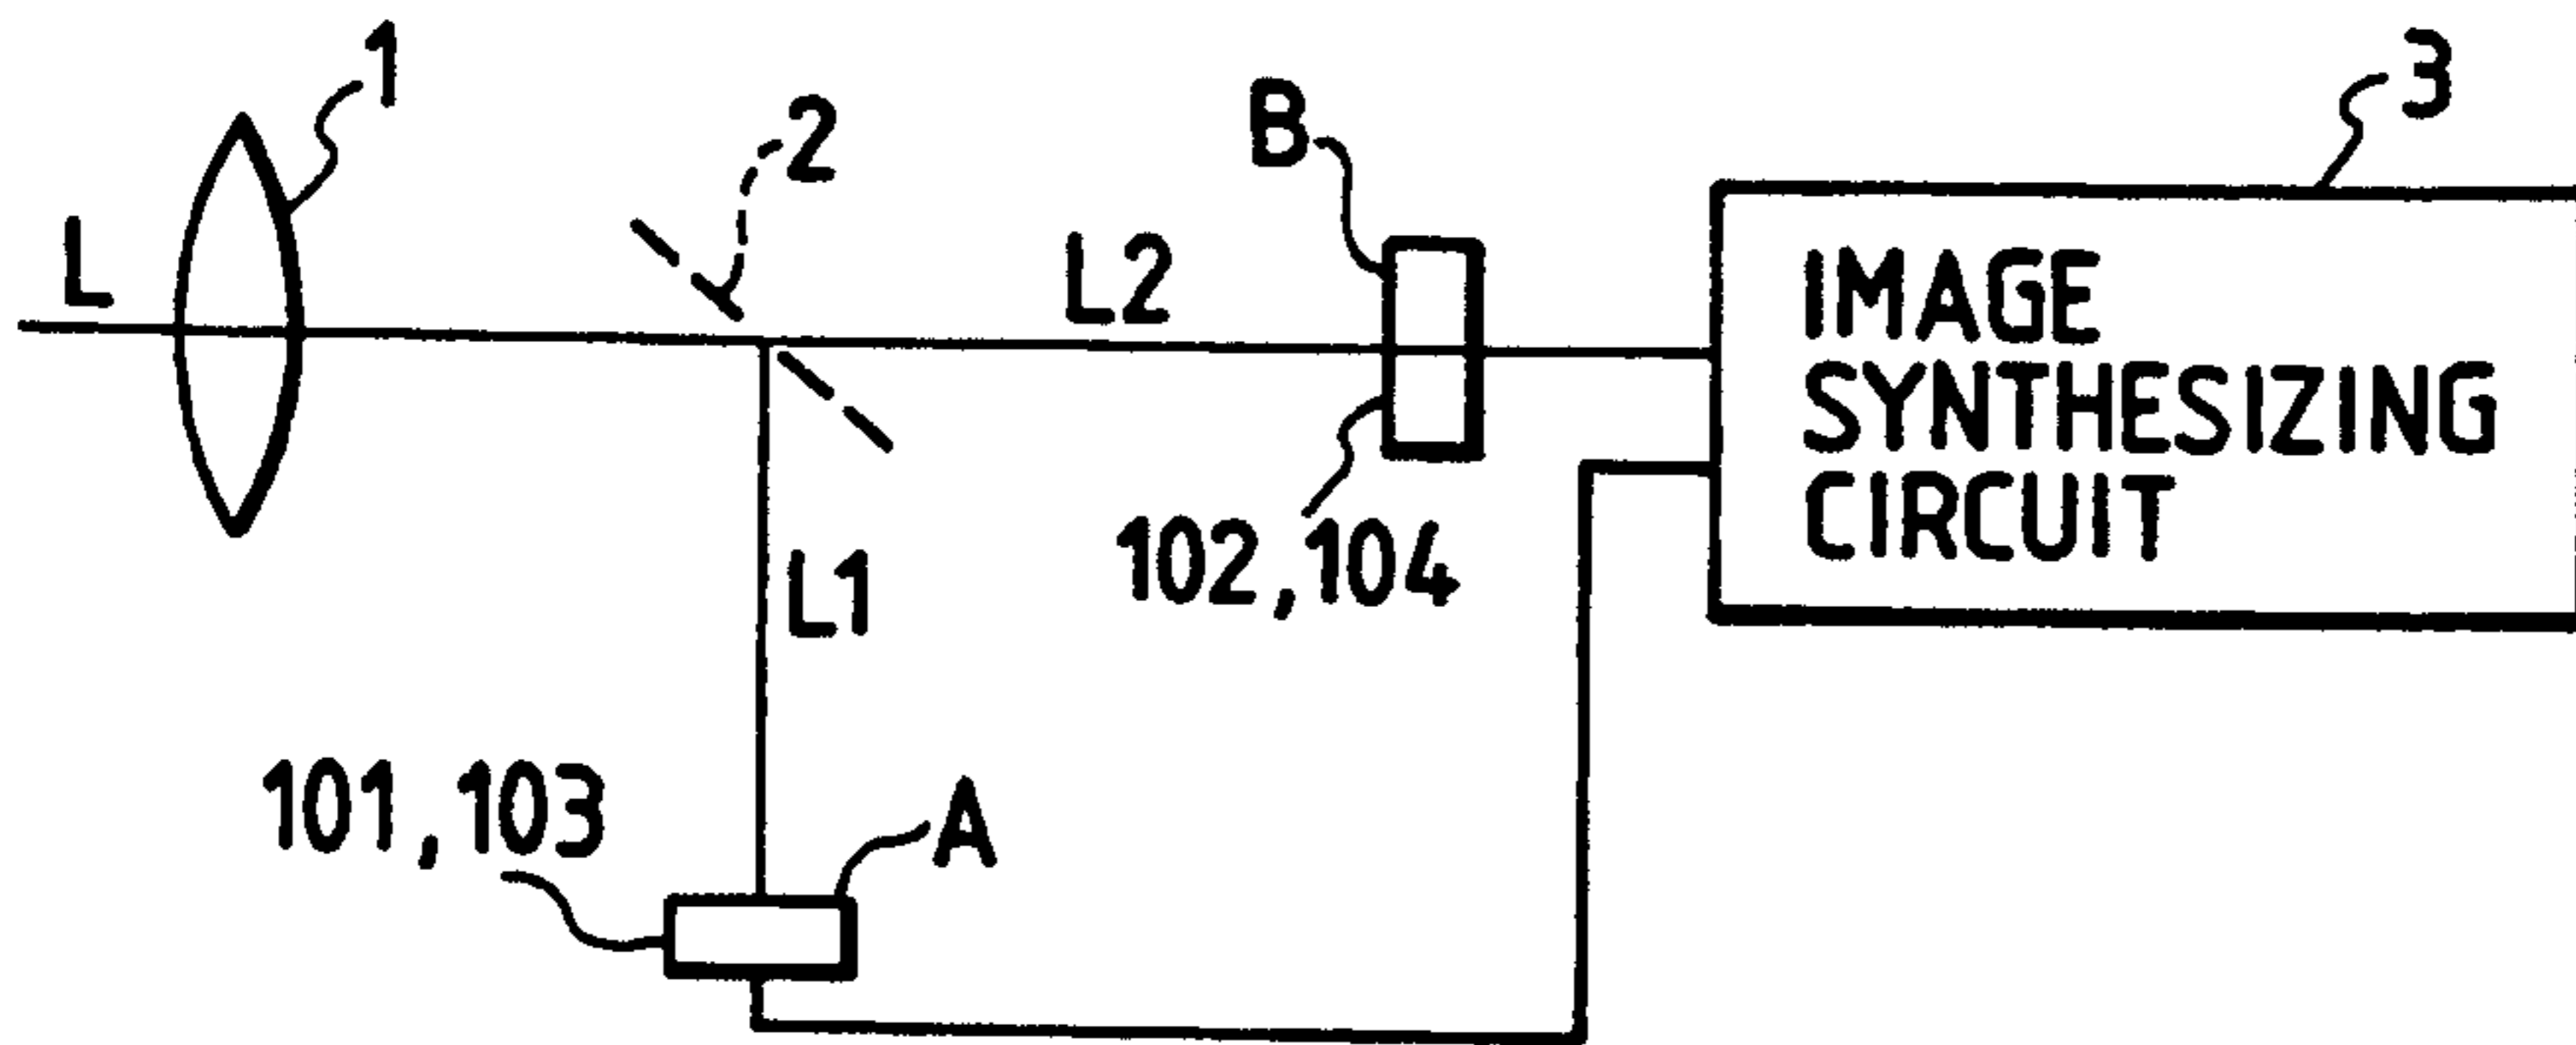 1
2
B
3
L
L2
IMAGE
SYNTHESIZING
CIRCUIT
102,104
L1
101,103
A